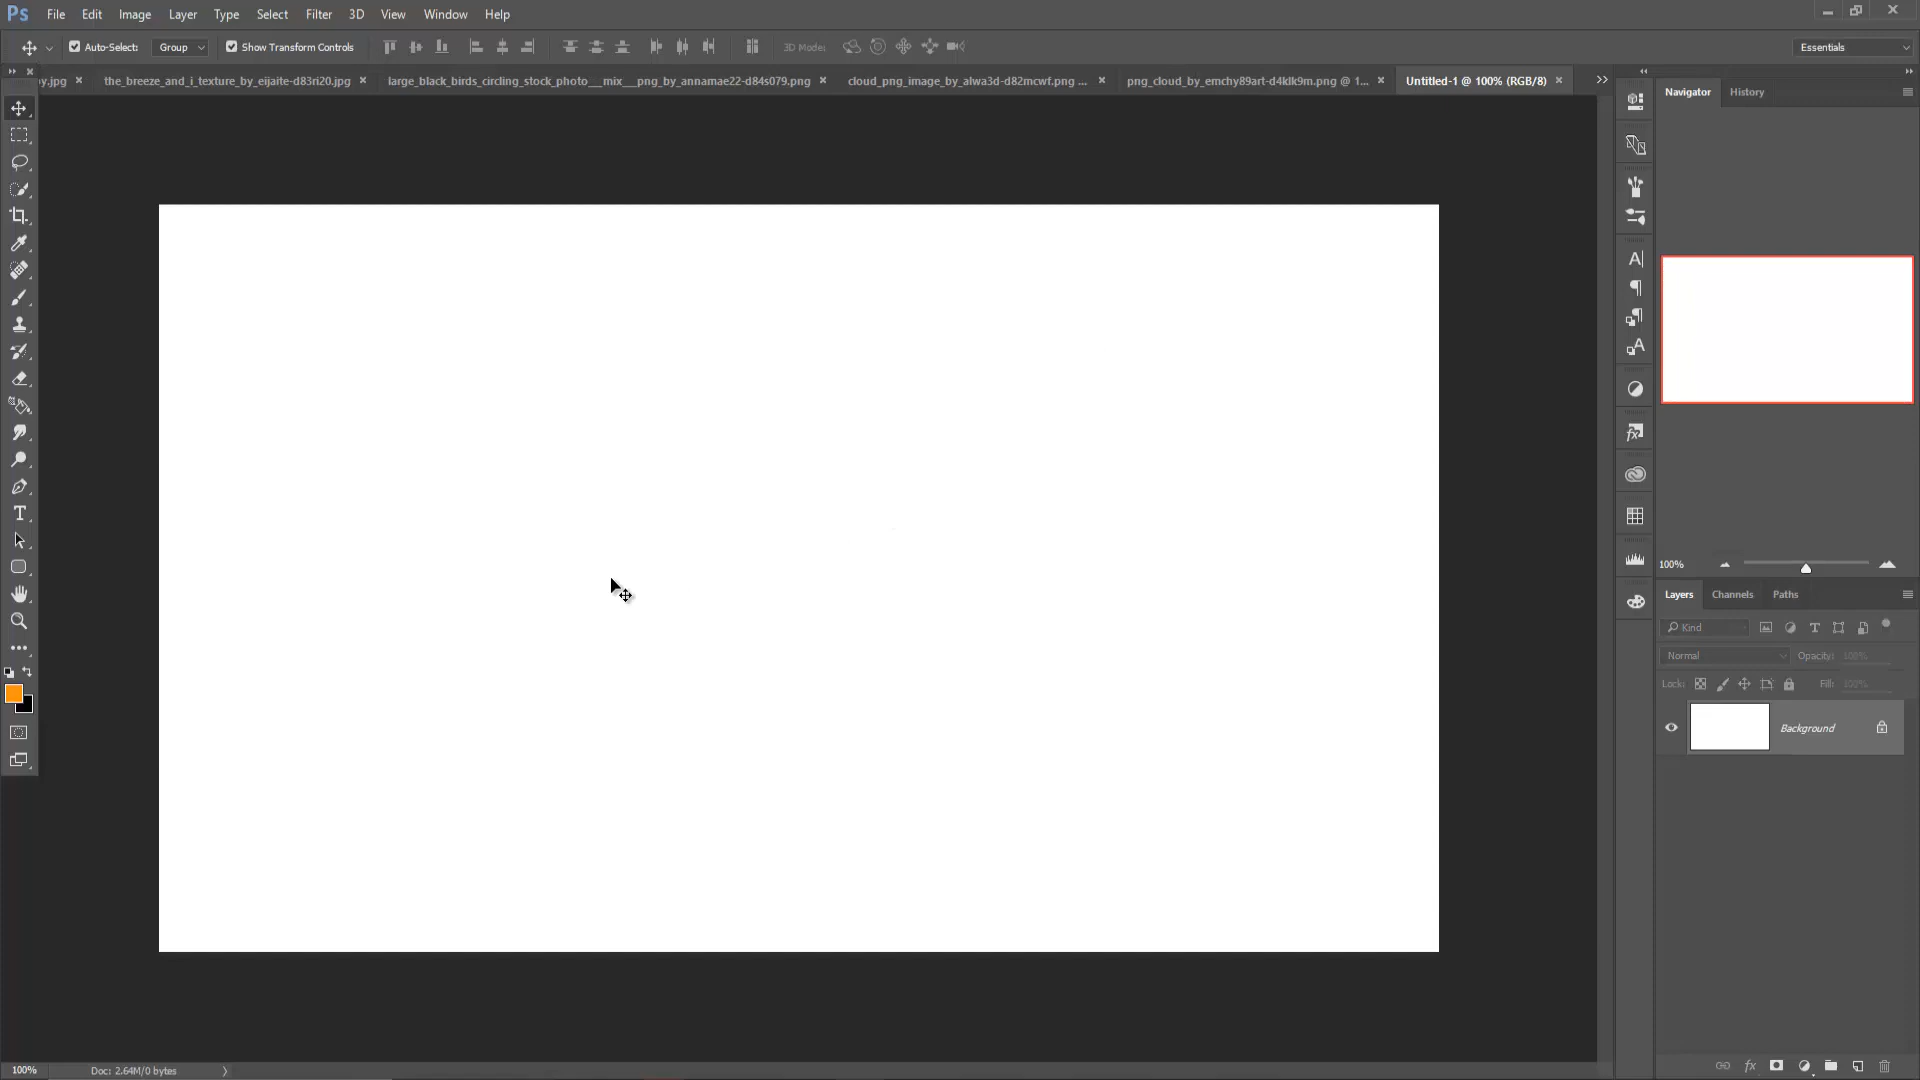 Ps File Edit Image Layer Type Select Filter 3D View Window Help
Auto-Select: Group Show Transform Controls 3D Mode: Essentials
y.jpg the_breeze_and_i_texture_by_eijaite-d83ri20.jpg large_black_birds_circling_stock_photo__mix__png_by_annamae22-d84s079.png cloud_png_image_by_alwa3d-d82mcwf.png ... png_cloud_by_emchy89art-d4klk9m.png @ 1... Untitled-1 @ 100% (RGB/8)
Navigator History
100%
Layers Channels Paths
Kind
Normal Opacity: 100%
Lock: Fill: 100%
Background
100% Doc: 2.64M/0 bytes